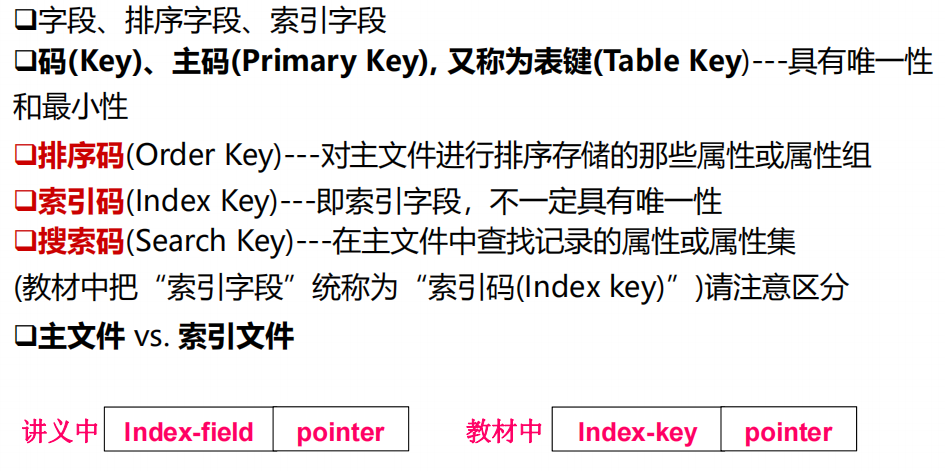 ❑字段、排序字段、索引字段
❑码(Key)、主码(Primary Key), 又称为表键(Table Key)---具有唯一性
和最小性
❑排序码(Order Key)---对主文件进行排序存储的那些属性或属性组
❑索引码(Index Key)---即索引字段，不一定具有唯一性
❑搜索码(Search Key)---在主文件中查找记录的属性或属性集
(教材中把“索引字段”统称为“索引码(Index key)”)请注意区分
❑主文件 vs. 索引文件
讲义中 Index-field pointer 教材中 Index-key pointer